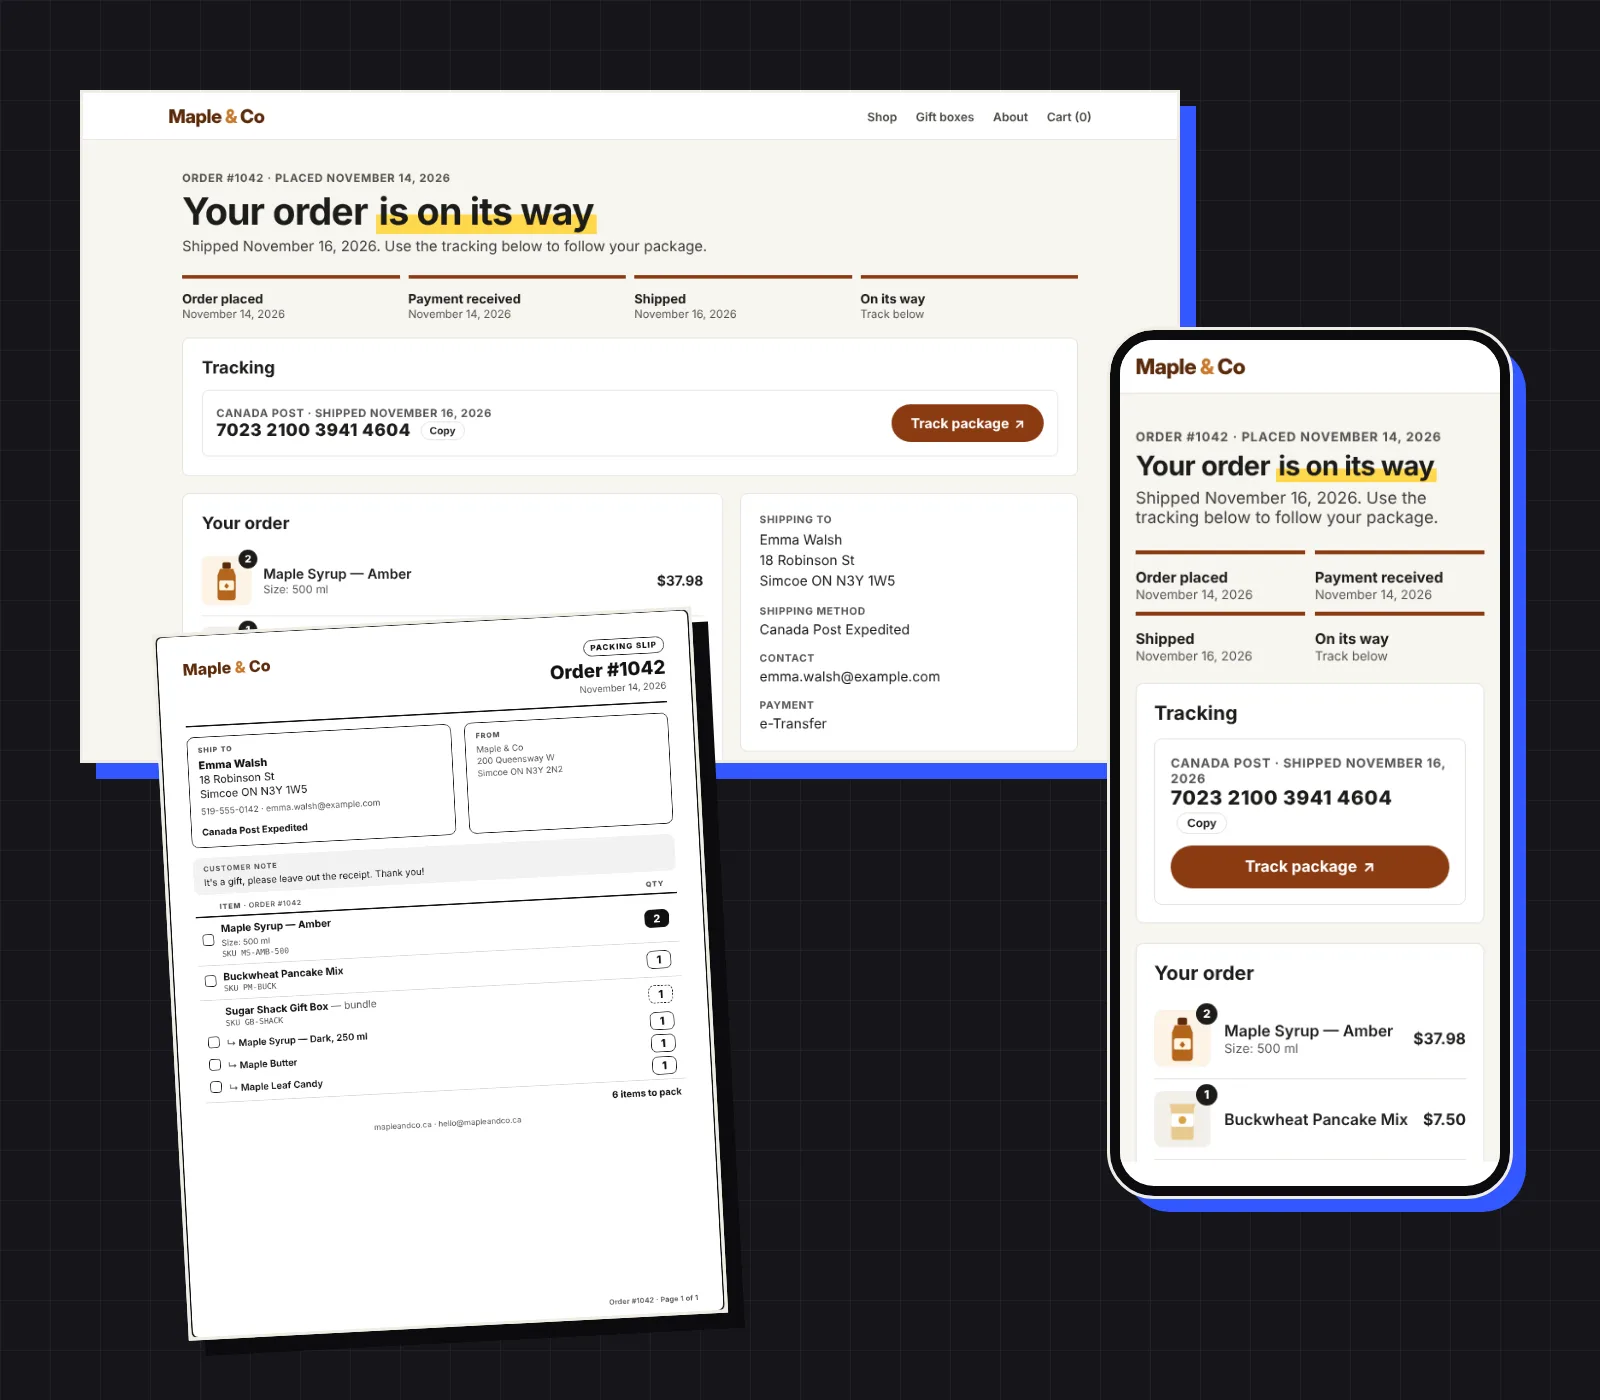 Maple & Co
Shop Gift boxes About Cart (0)
ORDER #1042 · PLACED NOVEMBER 14, 2026
Your order is on its way
Shipped November 16, 2026. Use the tracking below to follow your package.
Order placed
November 14, 2026
Payment received
November 14, 2026
Shipped
November 16, 2026
On its way
Track below
Tracking
CANADA POST · SHIPPED NOVEMBER 16, 2026
7023 2100 3941 4604 Copy
Track package ↗
Your order
2
Maple Syrup — Amber
Size: 500 ml
$37.98
1
SHIPPING TO
Emma Walsh
18 Robinson St
Simcoe ON N3Y 1W5
SHIPPING METHOD
Canada Post Expedited
CONTACT
emma.walsh@example.com
PAYMENT
e-Transfer
Maple & Co
PACKING SLIP
Order #1042
November 14, 2026
SHIP TO
Emma Walsh
18 Robinson St
Simcoe ON N3Y 1W5
519-555-0142 · emma.walsh@example.com
Canada Post Expedited
FROM
Maple & Co
200 Queensway W
Simcoe ON N3Y 2N2
CUSTOMER NOTE
It's a gift, please leave out the receipt. Thank you!
ITEM · ORDER #1042 QTY
Maple Syrup — Amber 2
Size: 500 ml
SKU MS-AMB-500
Buckwheat Pancake Mix 1
SKU PM-BUCK
Sugar Shack Gift Box — bundle 1
SKU GB-SHACK
↳ Maple Syrup — Dark, 250 ml 1
↳ Maple Butter 1
↳ Maple Leaf Candy 1
6 items to pack
mapleandco.ca · hello@mapleandco.ca
Order #1042 · Page 1 of 1
Maple & Co
ORDER #1042 · PLACED NOVEMBER 14, 2026
Your order is on its way
Shipped November 16, 2026. Use the
tracking below to follow your package.
Order placed
November 14, 2026
Payment received
November 14, 2026
Shipped
November 16, 2026
On its way
Track below
Tracking
CANADA POST · SHIPPED NOVEMBER 16,
2026
7023 2100 3941 4604
Copy
Track package ↗
Your order
2
Maple Syrup — Amber $37.98
Size: 500 ml
1
Buckwheat Pancake Mix $7.50